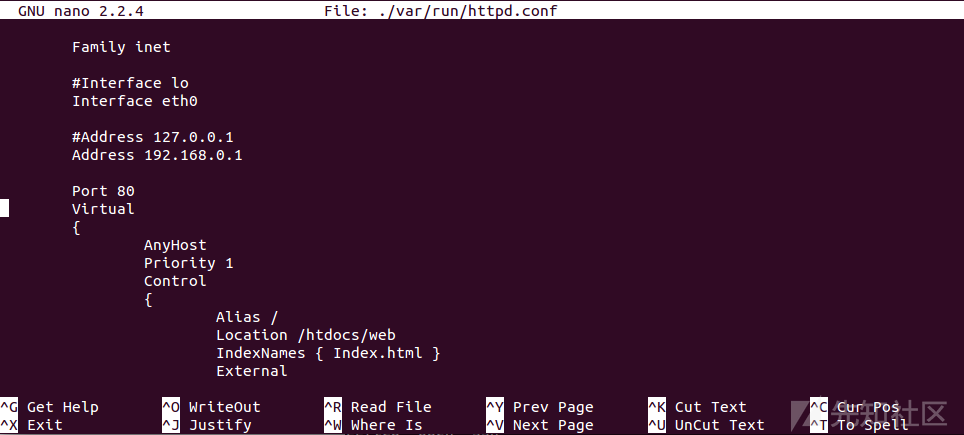 GNU nano 2.2.4 File: ./var/run/httpd.conf
Family inet
#Interface lo
Interface eth0
#Address 127.0.0.1
Address 192.168.0.1
Port 80
Virtual
{
AnyHost
Priority 1
Control
{
Alias /
Location /htdocs/web
IndexNames { Index.html }
External
^G Get Help ^O WriteOut ^R Read File ^Y Prev Page ^K Cut Text ^C Cur Pos
^X Exit ^J Justify ^W Where Is ^V Next Page ^U UnCut Text ^T To Spell
先知社区